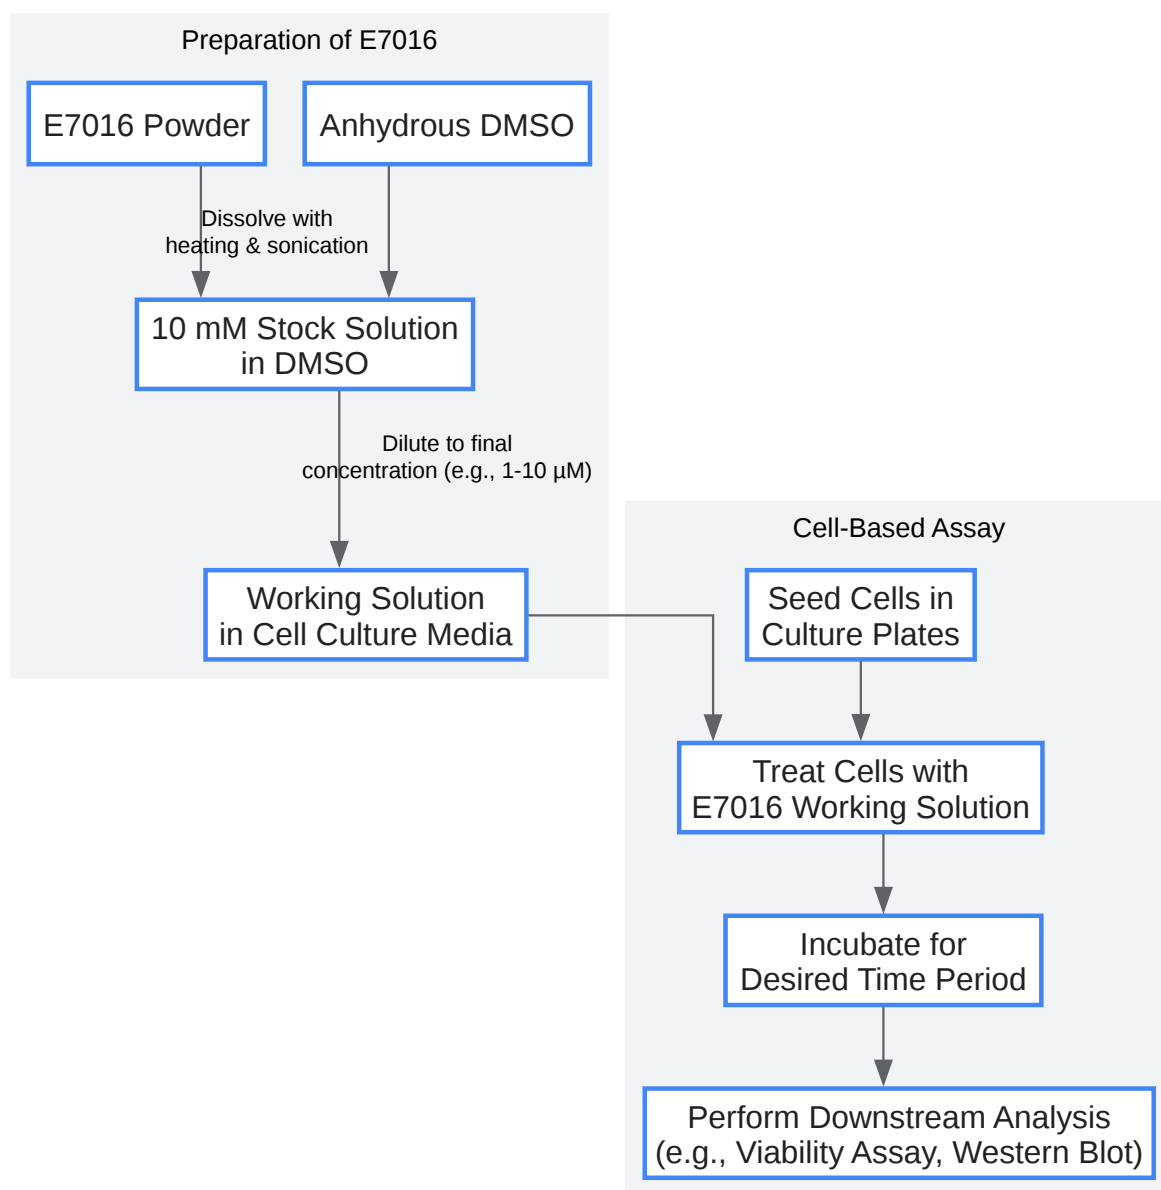 Preparation of E7016
E7016 Powder
Anhydrous DMSO
Dissolve with
heating & sonication
10 mM Stock Solution
in DMSO
Dilute to final
concentration (e.g., 1-10 µM)
Working Solution
in Cell Culture Media
Cell-Based Assay
Seed Cells in
Culture Plates
Treat Cells with
E7016 Working Solution
Incubate for
Desired Time Period
Perform Downstream Analysis
(e.g., Viability Assay, Western Blot)